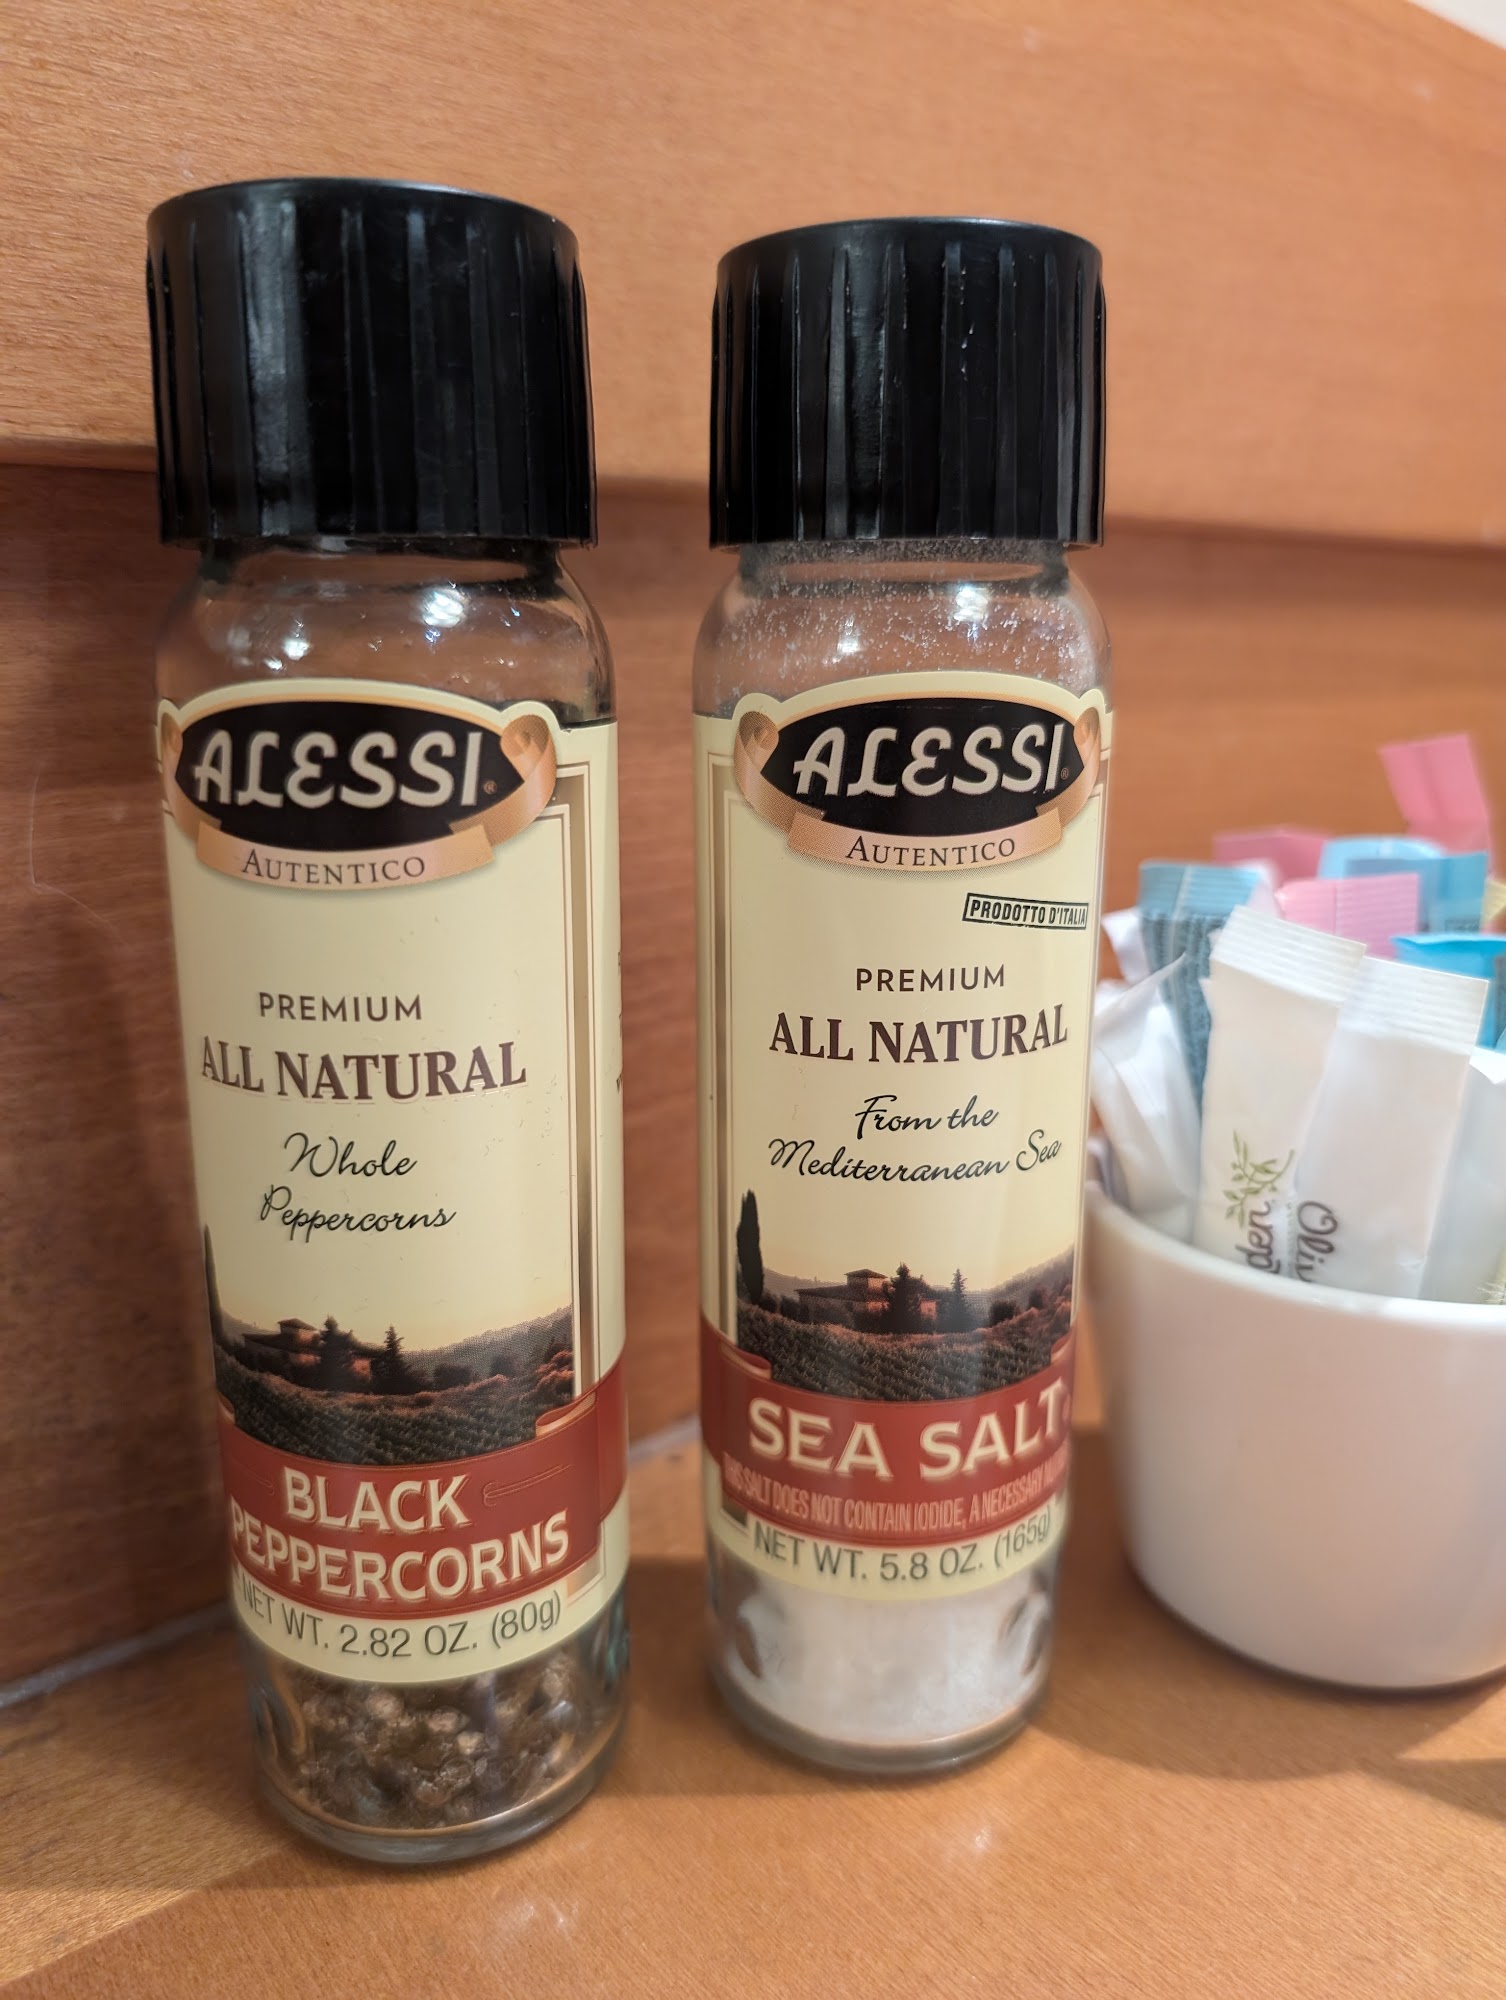 ALESSI®
AUTENTICO
PREMIUM
ALL NATURAL
Whole
Peppercorns
BLACK
PEPPERCORNS
NET WT. 2.82 OZ. (80g)
ALESSI®
AUTENTICO
PRODOTTO D'ITALIA
PREMIUM
ALL NATURAL
From the
Mediterranean Sea
SEA SALT
SALT DOES NOT CONTAIN IODIDE, A NECESSARY
NET WT. 5.8 OZ. (165g)
den
Oliv